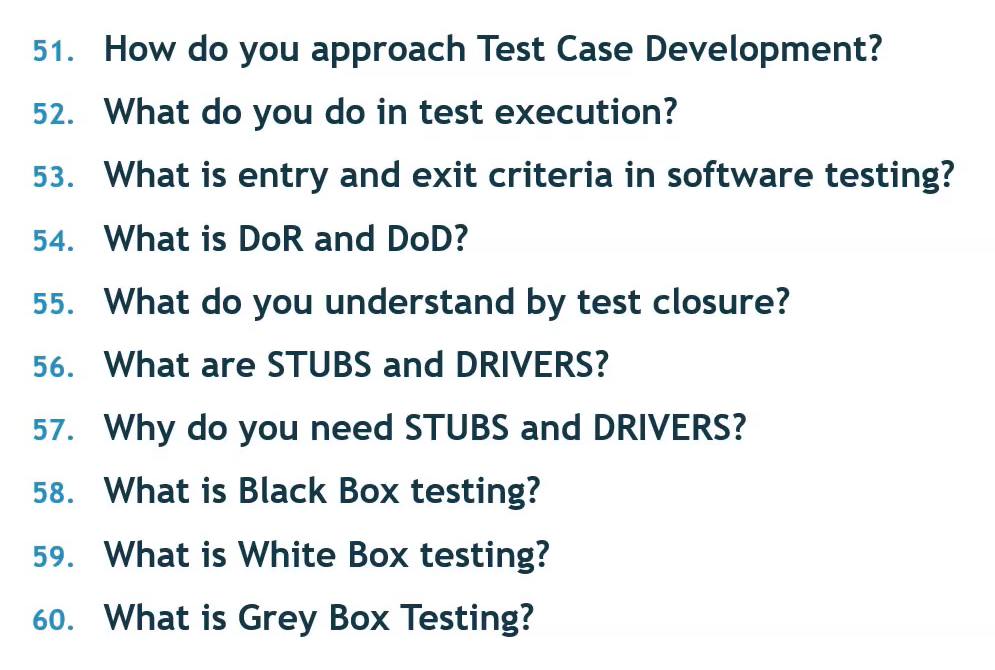 51. How do you approach Test Case Development?
52. What do you do in test execution?
53. What is entry and exit criteria in software testing?
54. What is DoR and DoD?
55. What do you understand by test closure?
56. What are STUBS and DRIVERS?
57. Why do you need STUBS and DRIVERS?
58. What is Black Box testing?
59. What is White Box testing?
60. What is Grey Box Testing?